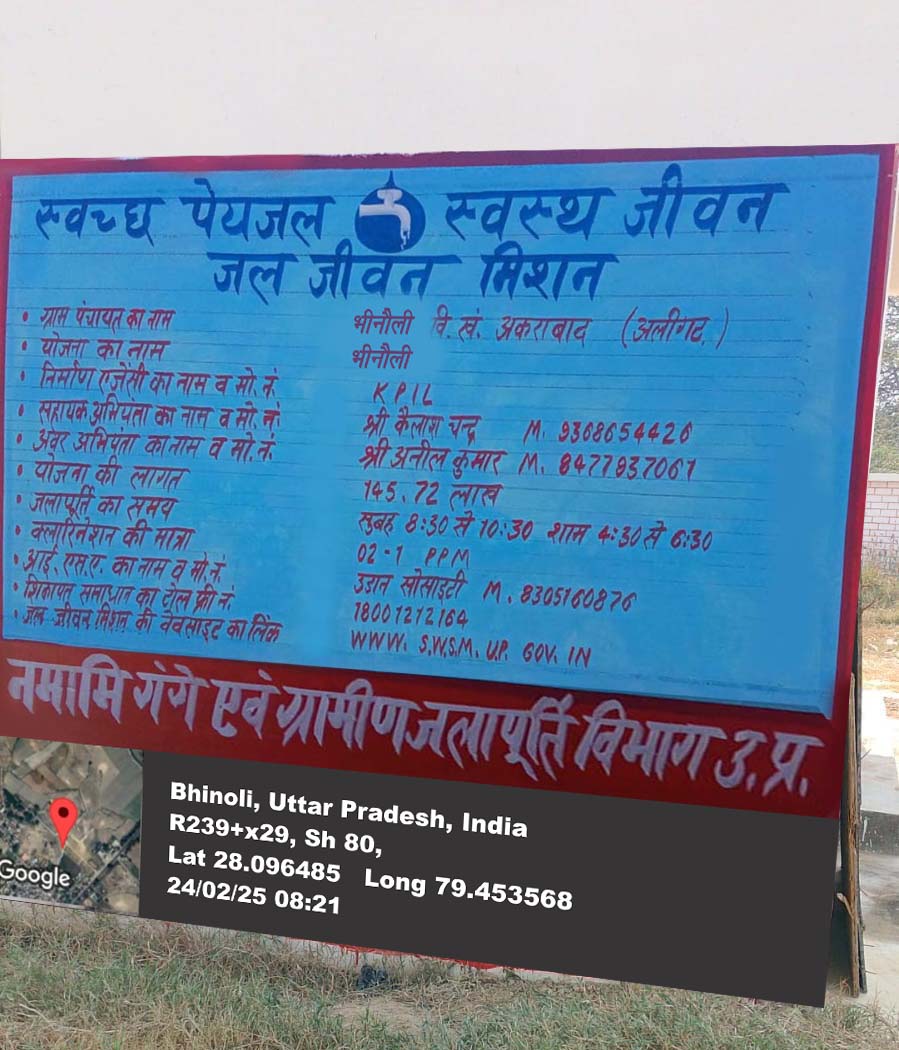 स्वच्छ पेयजल स्वस्थ जीवन
जल जीवन मिशन
• ग्राम पंचायत का नाम भीनौली वि. खं. अकराबाद (अलीगढ़)
• योजना का नाम भीनौली
• निर्माण एजेंसी का नाम व मो. नं. KPIL
• सहायक अभियंता का नाम व मो. नं. श्री कैलाश चन्द्र M. 9368654426
• अवर अभियंता का नाम व मो. नं. श्री अनील कुमार M. 8477937061
• योजना की लागत 145.72 लाख
• जलापूर्ति का समय सुबह 8:30 से 10:30 शाम 4:30 से 6:30
• क्लोरिनेशन की मात्रा 02-1 PPM
• आई. एस. ए. का नाम व मो. नं. उडान सोसाइटी M. 8305160876
• शिकायत समाधान का टोल फ्री नं. 18001212164
• जल जीवन मिशन की वेबसाइट का लिंक WWW. S.W.S.M. U.P. GOV. IN
नमामि गंगे एवं ग्रामीण जलापूर्ति विभाग उ.प्र.
Google
Bhinoli, Uttar Pradesh, India
R239+x29, Sh 80,
Lat 28.096485 Long 79.453568
24/02/25 08:21